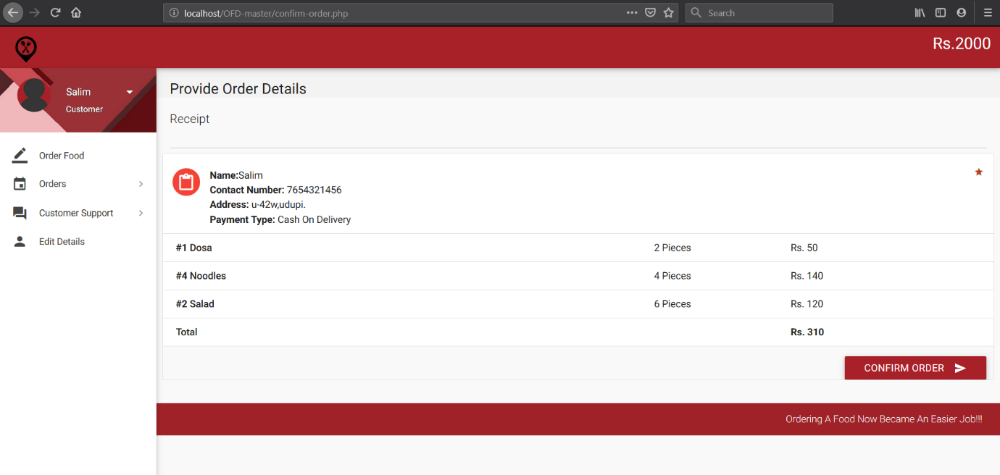 localhost/OFD-master/confirm-order.php
Search
Rs.2000
Salim
Customer
Order Food
Orders
Customer Support
Edit Details
Provide Order Details
Receipt
Name:Salim
Contact Number: 7654321456
Address: u-42w,udupi.
Payment Type: Cash On Delivery
#1 Dosa 2 Pieces Rs. 50
#4 Noodles 4 Pieces Rs. 140
#2 Salad 6 Pieces Rs. 120
Total Rs. 310
CONFIRM ORDER
Ordering A Food Now Became An Easier Job!!!